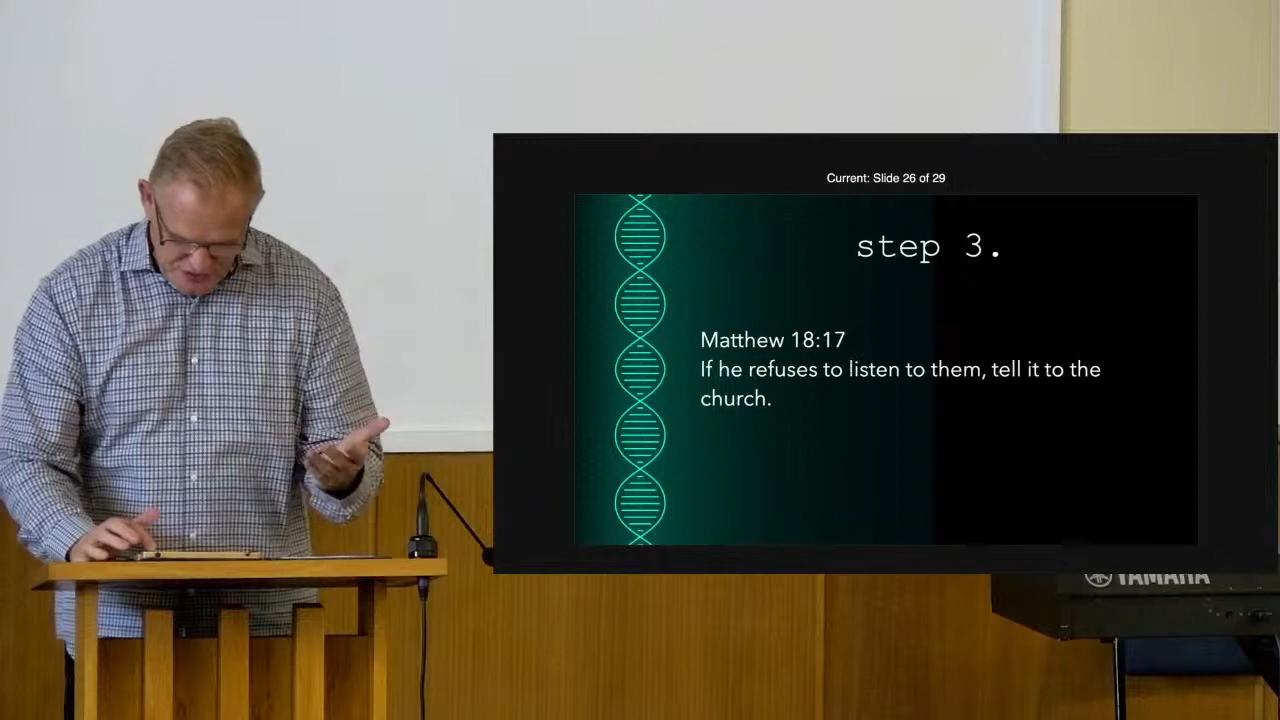 Current: Slide 26 of 29
step 3.
Matthew 18:17
If he refuses to listen to them, tell it to the
church.
YAMAHA